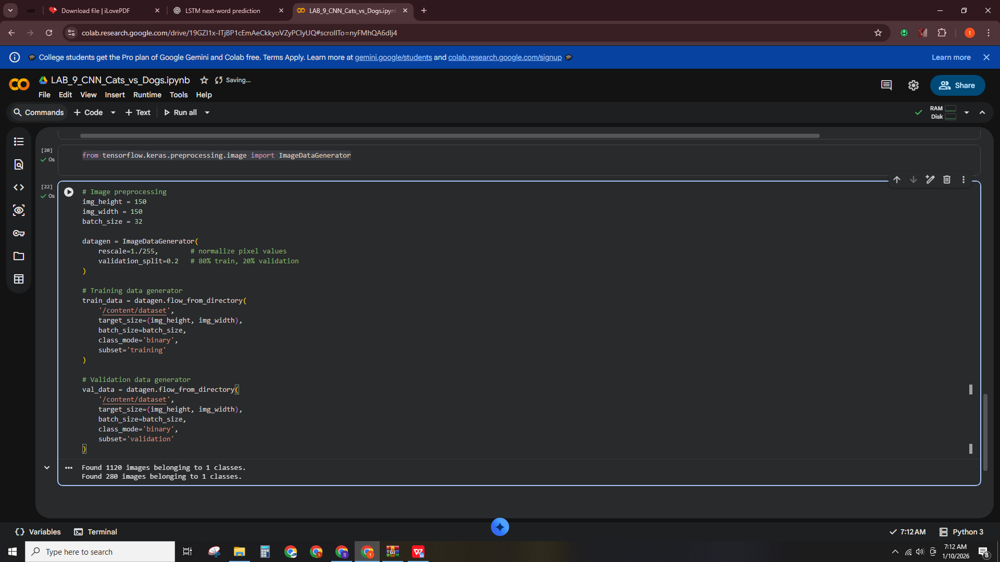 NIST
Download file | iLovePDF
LSTM next-word prediction
LAB_9_CNN_Cats_vs_Dogs.ipynb
colab.research.google.com/drive/19GZI1x-ITjBP1cEmAeCkkyoVZyPClyUQ#scrollTo=nyFMhQA6dlj4
t
College students get the Pro plan of Google Gemini and Colab free. Terms Apply. Learn more at gemini.google/students and colab.research.google.com/signup
Learn more
LAB_9_CNN_Cats_vs_Dogs.ipynb
Saving...
File Edit View Insert Runtime Tools Help
Share
Commands + Code + Text Run all
RAM
Disk
[20]
0s
from tensorflow.keras.preprocessing.image import ImageDataGenerator
[22]
0s
# Image preprocessing
img_height = 150
img_width = 150
batch_size = 32
datagen = ImageDataGenerator(
rescale=1./255, # normalize pixel values
validation_split=0.2 # 80% train, 20% validation
)
# Training data generator
train_data = datagen.flow_from_directory(
'/content/dataset',
target_size=(img_height, img_width),
batch_size=batch_size,
class_mode='binary',
subset='training'
)
# Validation data generator
val_data = datagen.flow_from_directory(
'/content/dataset',
target_size=(img_height, img_width),
batch_size=batch_size,
class_mode='binary',
subset='validation'
)
Found 1120 images belonging to 1 classes.
Found 280 images belonging to 1 classes.
Variables Terminal
7:12 AM Python 3
Type here to search
7:12 AM
1/10/2026
8